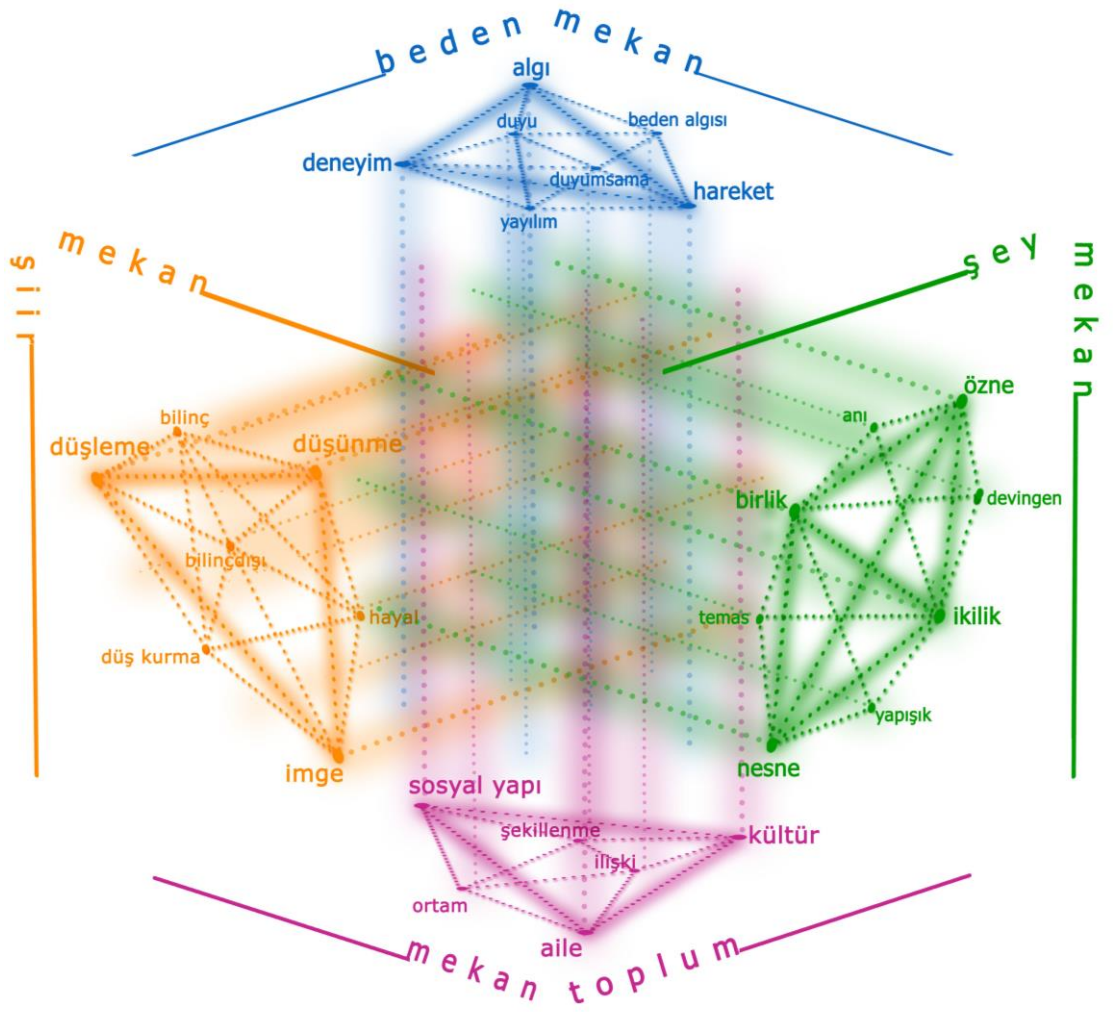 beden mekan
algı
duyu
beden algısı
deneyim
duyumsama
hareket
yayılım
şiir mekan
bilinç
düşleme
düşünme
bilinçdışı
hayal
düş kurma
imge
şey mekan
özne
anı
birlik
devingen
temas
ikilik
yapışık
nesne
sosyal yapı
şekillenme
kültür
ilişki
ortam
aile
mekan toplum